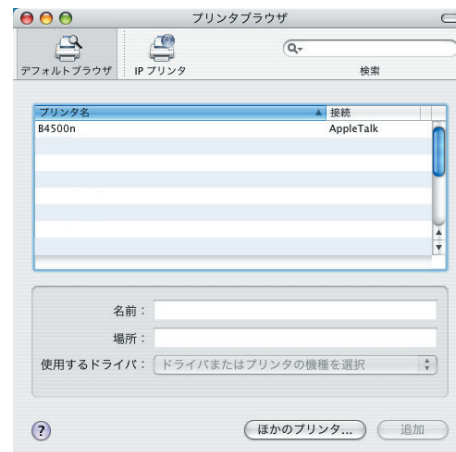 プリンタブラウザ
デフォルトブラウザ IP プリンタ 検索
プリンタ名 接続
B4500n AppleTalk
名前：
場所：
使用するドライバ： ドライバまたはプリンタの機種を選択
? ほかのプリンタ... 追加